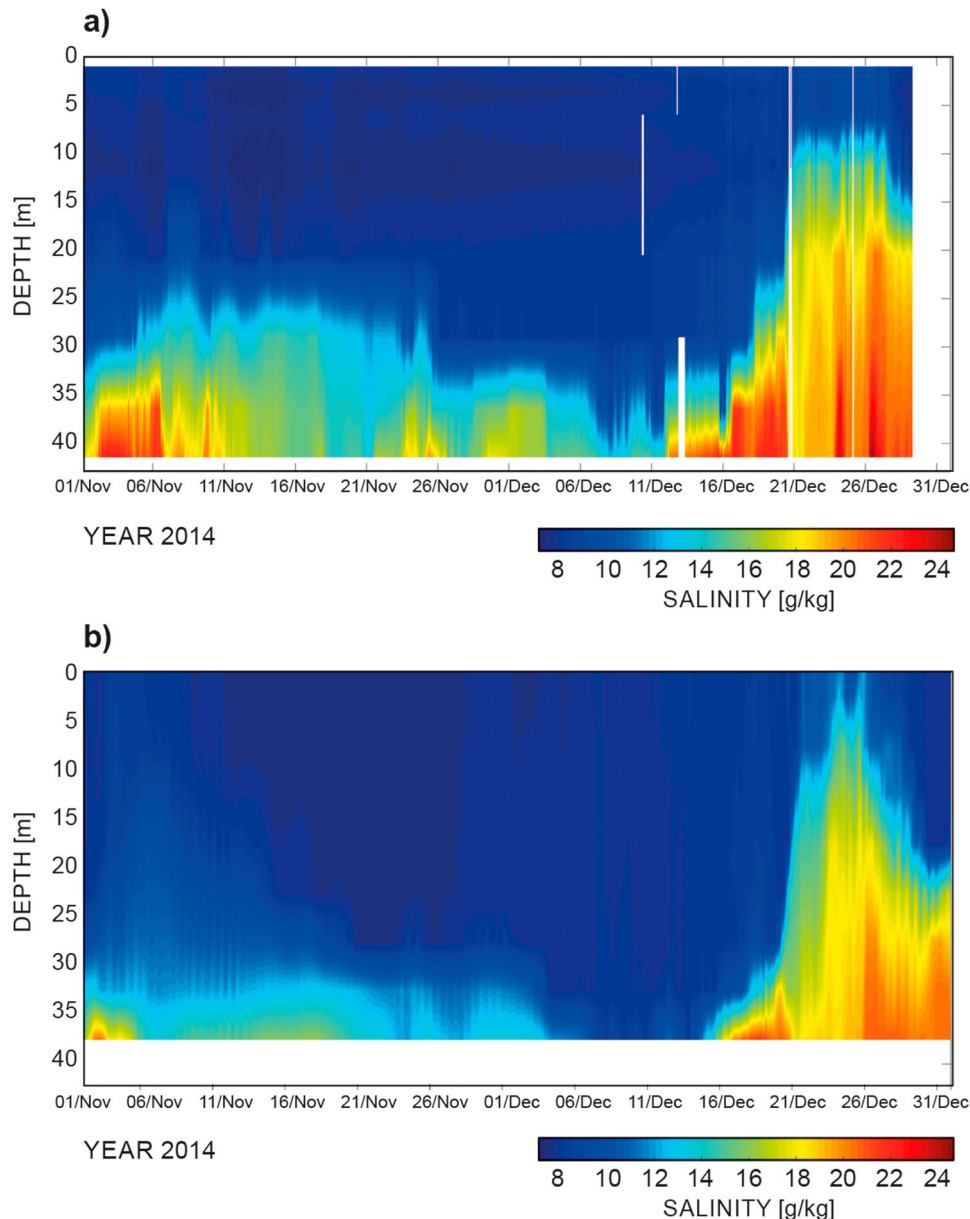 a)
0
5
10
15
20
25
30
35
40
DEPTH [m]
01/Nov 06/Nov 11/Nov 16/Nov 21/Nov 26/Nov 01/Dec 06/Dec 11/Dec 16/Dec 21/Dec 26/Dec 31/Dec
YEAR 2014
8 10 12 14 16 18 20 22 24
SALINITY [g/kg]
b)
0
5
10
15
20
25
30
35
40
DEPTH [m]
01/Nov 06/Nov 11/Nov 16/Nov 21/Nov 26/Nov 01/Dec 06/Dec 11/Dec 16/Dec 21/Dec 26/Dec 31/Dec
YEAR 2014
8 10 12 14 16 18 20 22 24
SALINITY [g/kg]